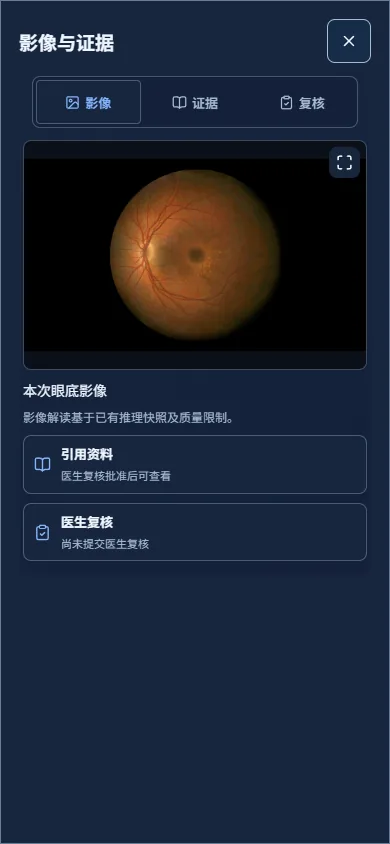 影像与证据
影像
证据
复核
本次眼底影像
影像解读基于已有推理快照及质量限制。
引用资料
医生复核批准后可查看
医生复核
尚未提交医生复核